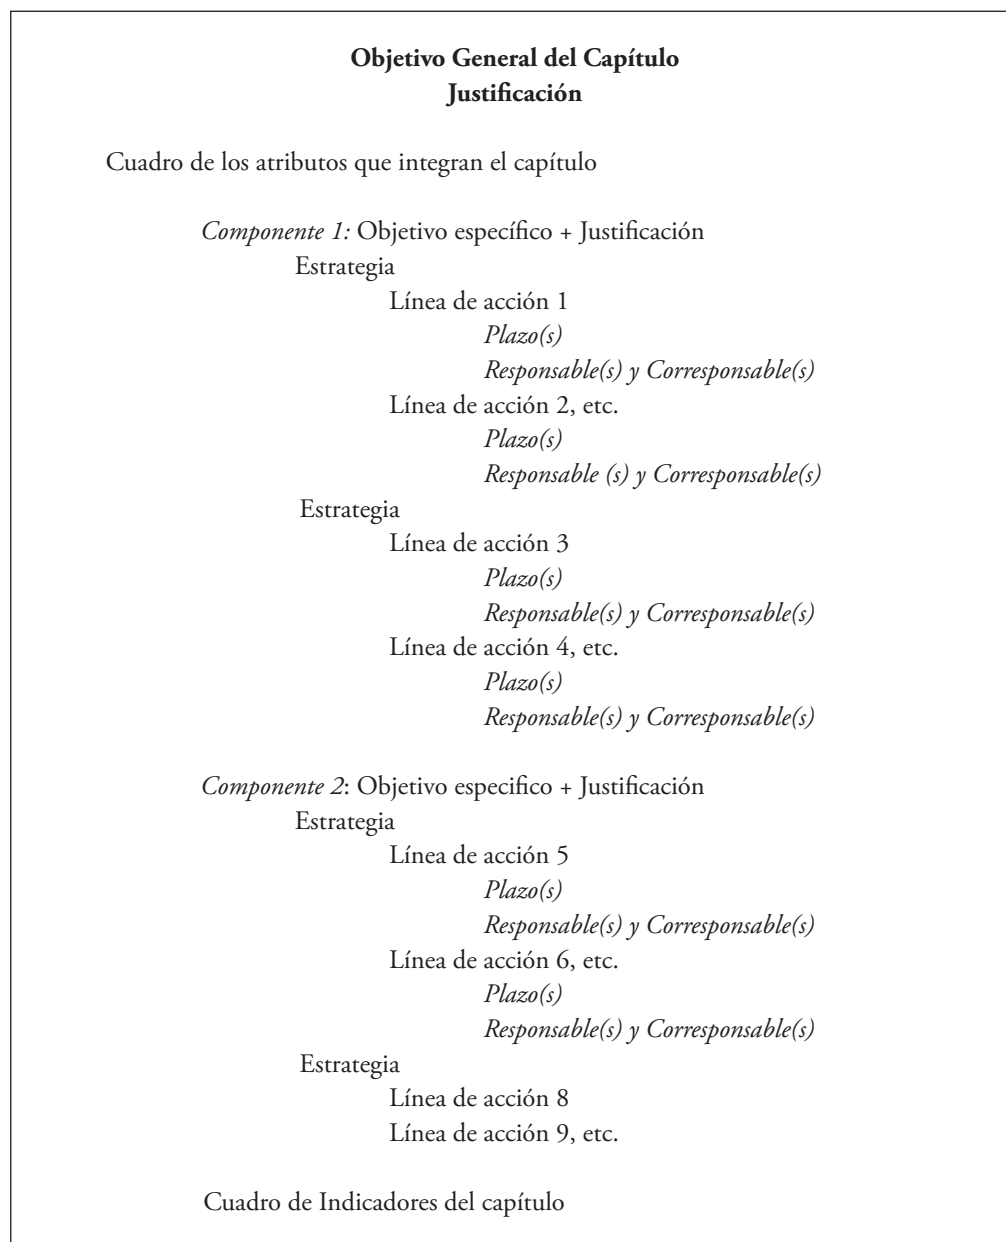 Objetivo General del Capítulo
Justificación
Cuadro de los atributos que integran el capítulo
Componente 1: Objetivo específico + Justificación
Estrategia
Línea de acción 1
Plazo(s)
Responsable(s) y Corresponsable(s)
Línea de acción 2, etc.
Plazo(s)
Responsable (s) y Corresponsable(s)
Estrategia
Línea de acción 3
Plazo(s)
Responsable(s) y Corresponsable(s)
Línea de acción 4, etc.
Plazo(s)
Responsable(s) y Corresponsable(s)
Componente 2: Objetivo especifico + Justificación
Estrategia
Línea de acción 5
Plazo(s)
Responsable(s) y Corresponsable(s)
Línea de acción 6, etc.
Plazo(s)
Responsable(s) y Corresponsable(s)
Estrategia
Línea de acción 8
Línea de acción 9, etc.
Cuadro de Indicadores del capítulo